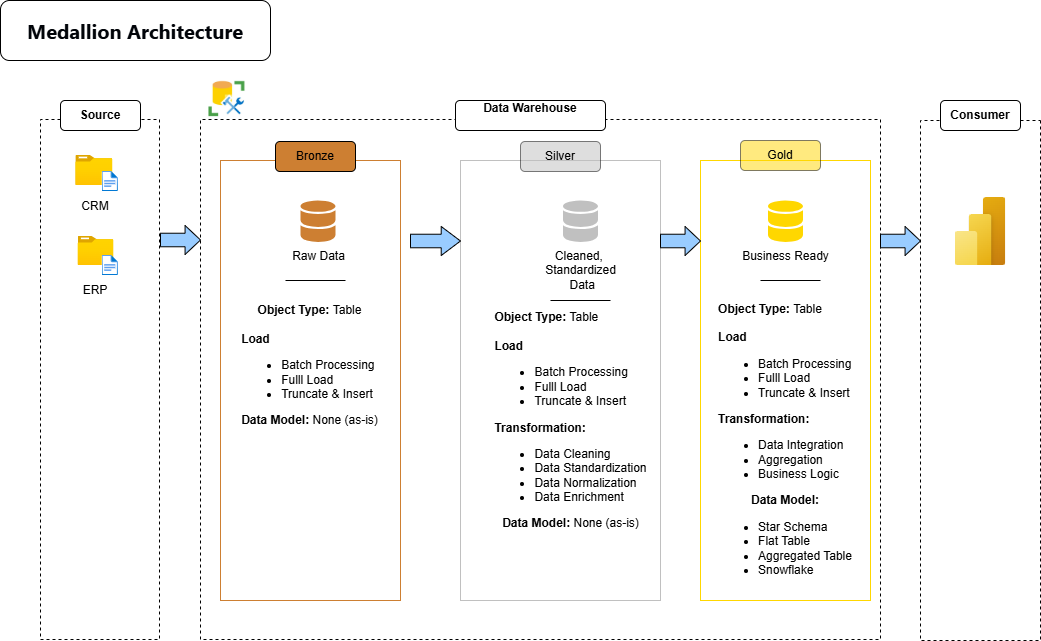 Medallion Architecture
Source
CRM
ERP
Data Warehouse
Bronze
Raw Data
Object Type: Table
Load
Batch Processing
Fulll Load
Truncate & Insert
Data Model: None (as-is)
Silver
Cleaned,
Standardized
Data
Object Type: Table
Load
Batch Processing
Fulll Load
Truncate & Insert
Transformation:
Data Cleaning
Data Standardization
Data Normalization
Data Enrichment
Data Model: None (as-is)
Gold
Business Ready
Object Type: Table
Load
Batch Processing
Fulll Load
Truncate & Insert
Transformation:
Data Integration
Aggregation
Business Logic
Data Model:
Star Schema
Flat Table
Aggregated Table
Snowflake
Consumer